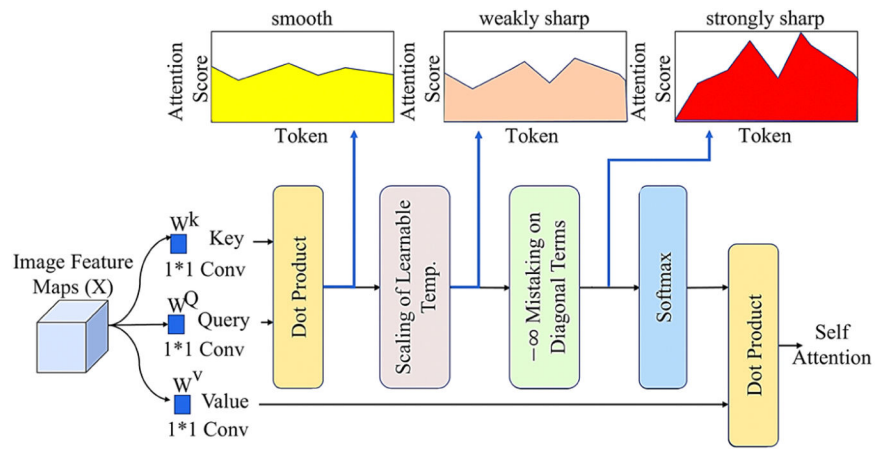 smooth
weakly sharp
strongly sharp
Attention
Score
Token
Attention
Score
Token
Attention
Score
Token
Image Feature
Maps (X)
W^k
Key
1*1 Conv
W^Q
Query
1*1 Conv
W^v
Value
1*1 Conv
Dot Product
Scaling of Learnable
Temp.
−∞ Mistaking on
Diagonal Terms
Softmax
Dot Product
Self
Attention